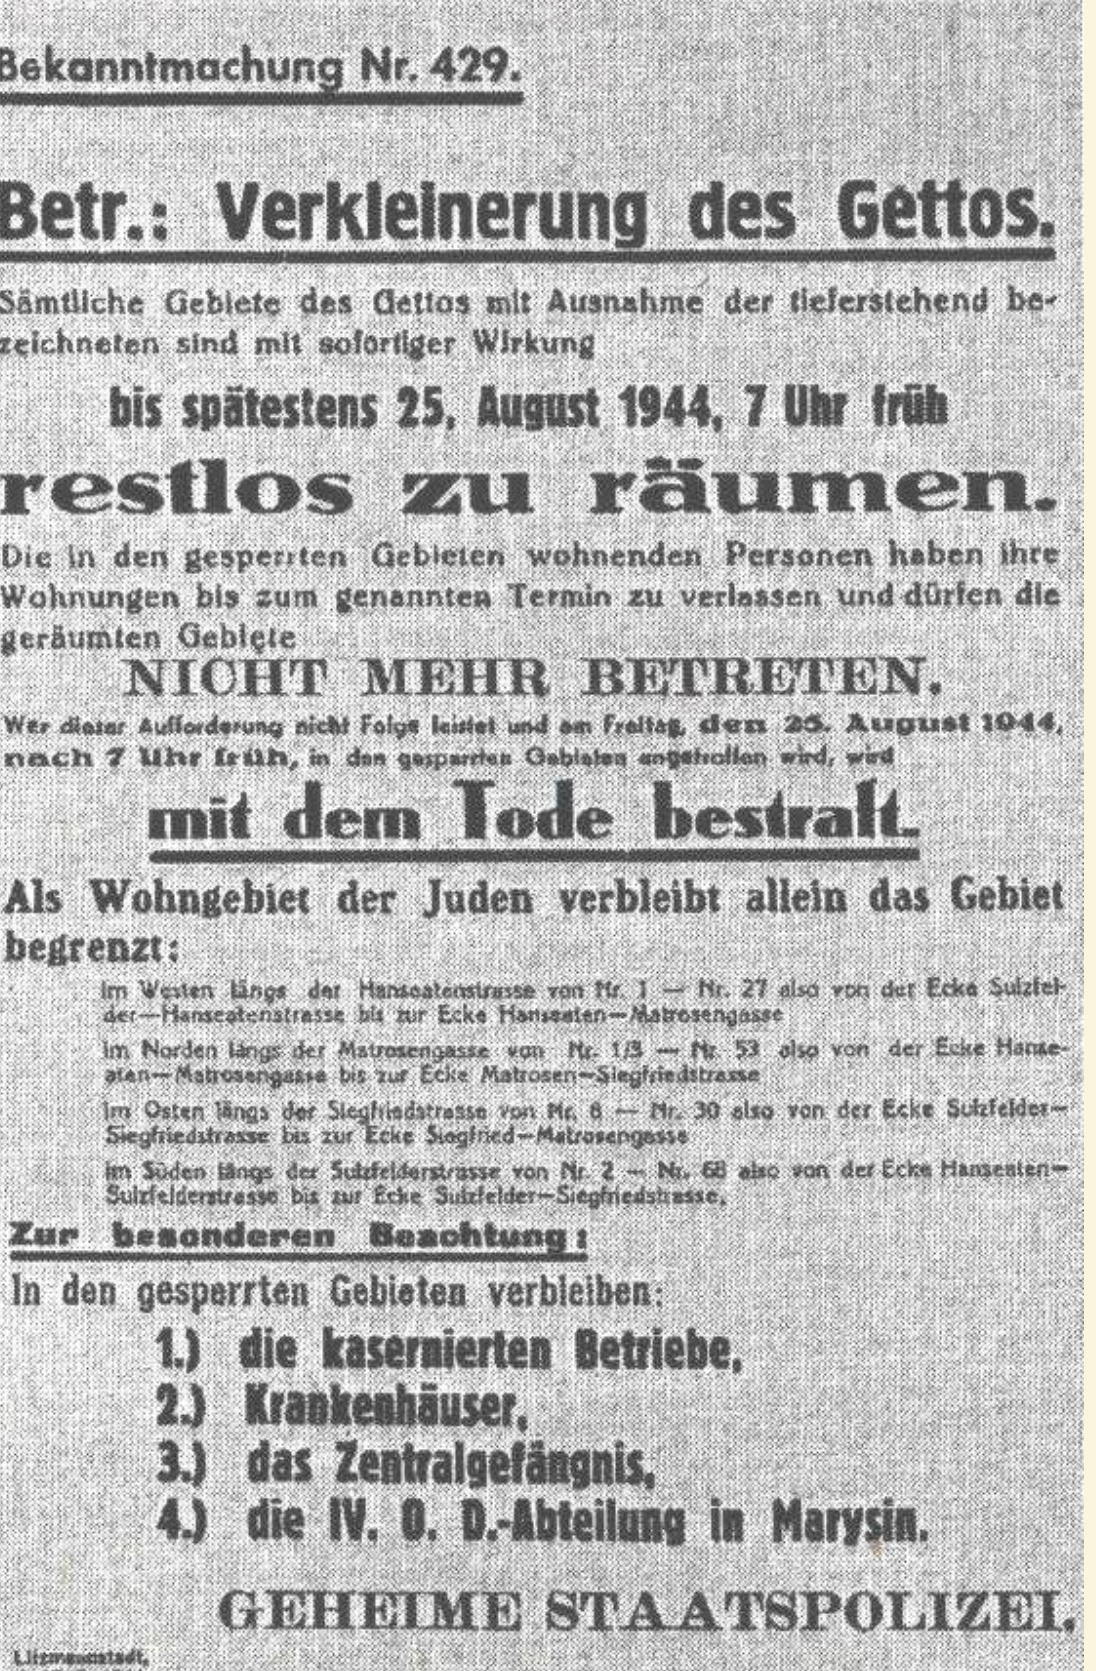 Bekanntmachung Nr. 429.
Betr.: Verkleinerung des Gettos.
Sämtliche Gebiete des Gettos mit Ausnahme der tieferstehend be-
zeichneten sind mit sofortiger Wirkung
bis spätestens 25. August 1944, 7 Uhr früh
restlos zu räumen.
Die in den gesperrten Gebieten wohnenden Personen haben ihre
Wohnungen bis zum genannten Termin zu verlassen und dürfen die
geräumten Gebiete
NICHT MEHR BETRETEN.
Wer dieser Aufforderung nicht Folge leistet und am Freitag, den 25. August 1944,
nach 7 Uhr früh, in den gesperrten Gebieten angetroffen wird, wird
mit dem Tode bestraft.
Als Wohngebiet der Juden verbleibt allein das Gebiet
begrenzt:
Im Westen längs der Hanseatenstrasse von Nr. 1 — Nr. 27 also von der Ecke Sulzfel-
der—Hanseatenstrasse bis zur Ecke Hanseaten—Matrosengasse
Im Norden längs der Matrosengasse von Nr. 1/3 — Nr. 53 also von der Ecke Hanse-
aten—Matrosengasse bis zur Ecke Matrosen—Siegfriedstrasse
Im Osten längs der Siegfriedstrasse von Nr. 6 — Nr. 30 also von der Ecke Sulzfelder—
Siegfriedstrasse bis zur Ecke Siegfried—Matrosengasse
Im Süden längs der Sulzfelderstrasse von Nr. 2 — Nr. 68 also von der Ecke Hanseaten—
Sulzfelderstrasse bis zur Ecke Sulzfelder—Siegfriedstrasse.
Zur besonderen Beachtung:
In den gesperrten Gebieten verbleiben:
1.) die kasernierten Betriebe,
2.) Krankenhäuser,
3.) das Zentralgefängnis,
4.) die IV. O. D.-Abteilung in Marysin.
GEHEIME STAATSPOLIZEI.
Litzmannstadt,